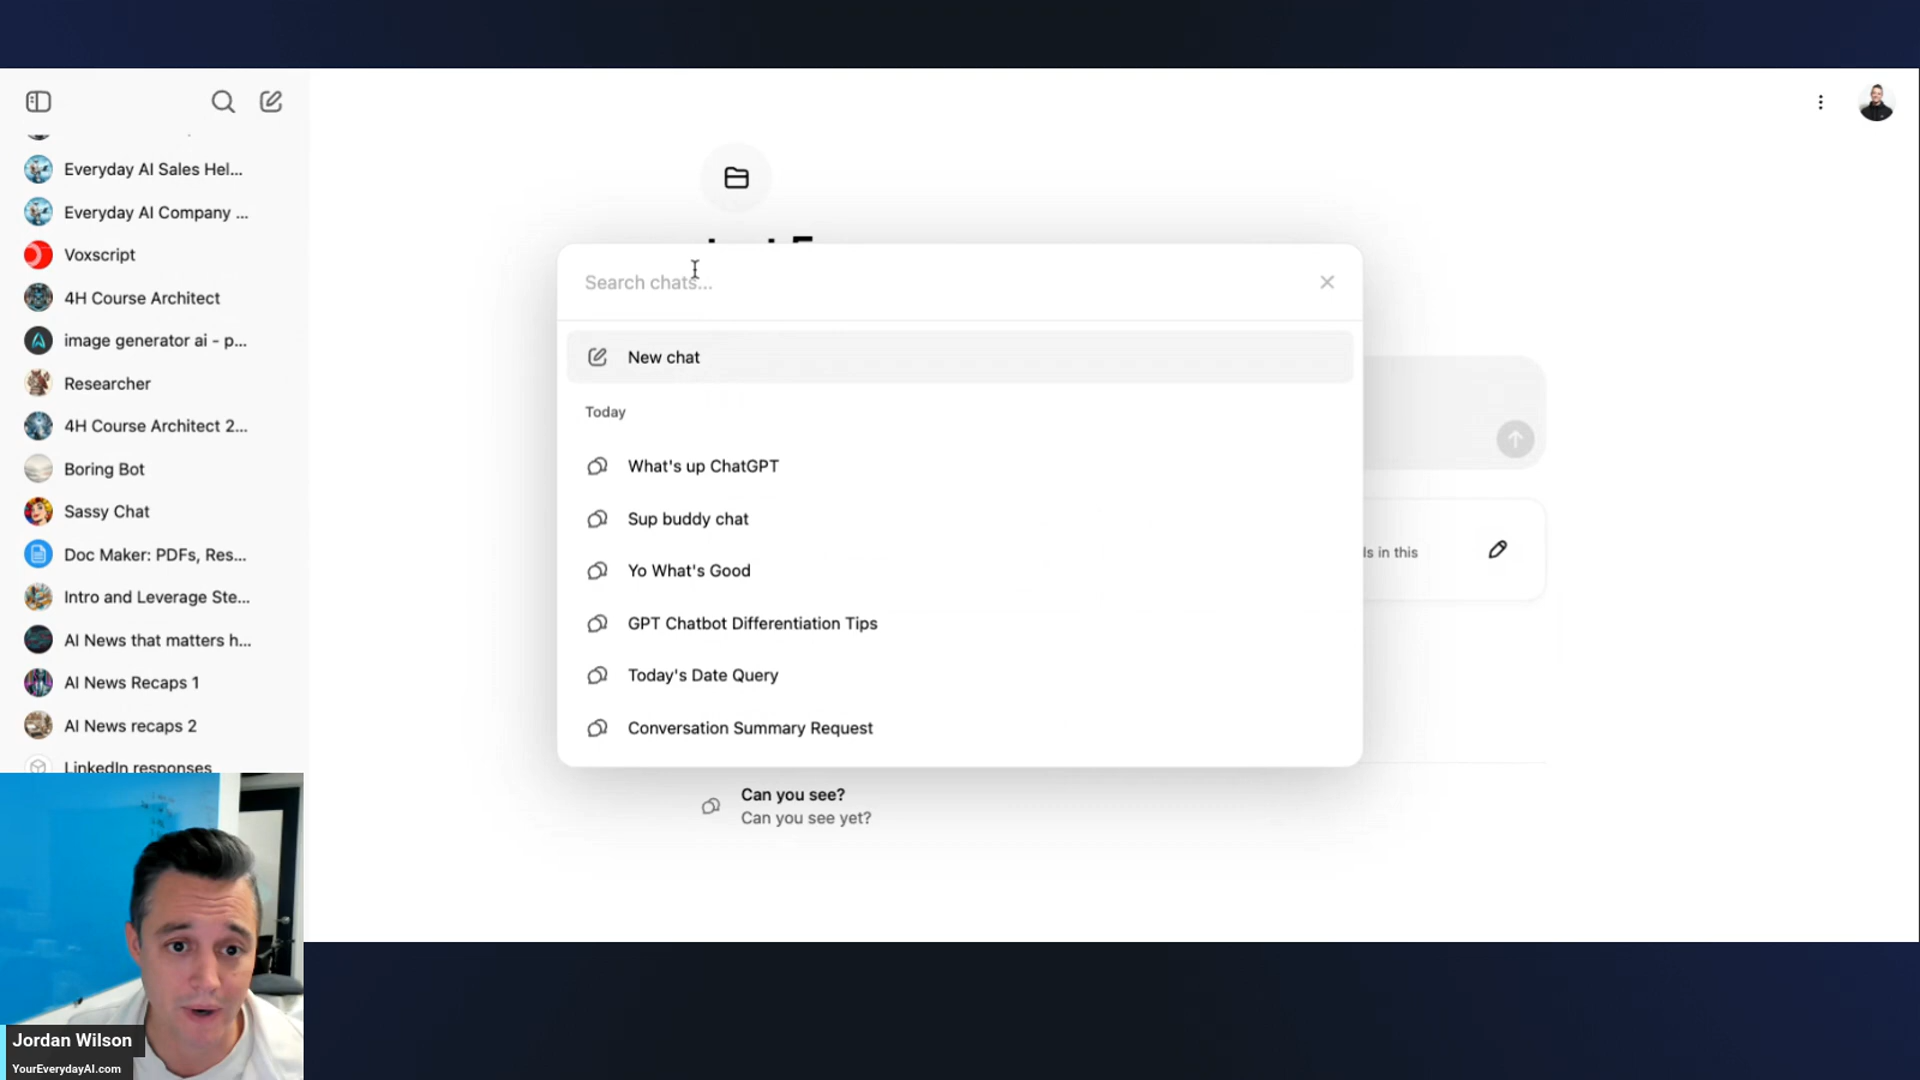 Everyday AI Sales Hel...
Everyday AI Company ...
Voxscript
4H Course Architect
image generator ai - p...
Researcher
4H Course Architect 2...
Boring Bot
Sassy Chat
Doc Maker: PDFs, Res...
Intro and Leverage Ste...
AI News that matters h...
AI News Recaps 1
AI News recaps 2
LinkedIn responses
Search chats...
New chat
Today
What's up ChatGPT
Sup buddy chat
Yo What's Good
GPT Chatbot Differentiation Tips
Today's Date Query
Conversation Summary Request
in this
Can you see?
Can you see yet?
Jordan Wilson
YourEverydayAI.com